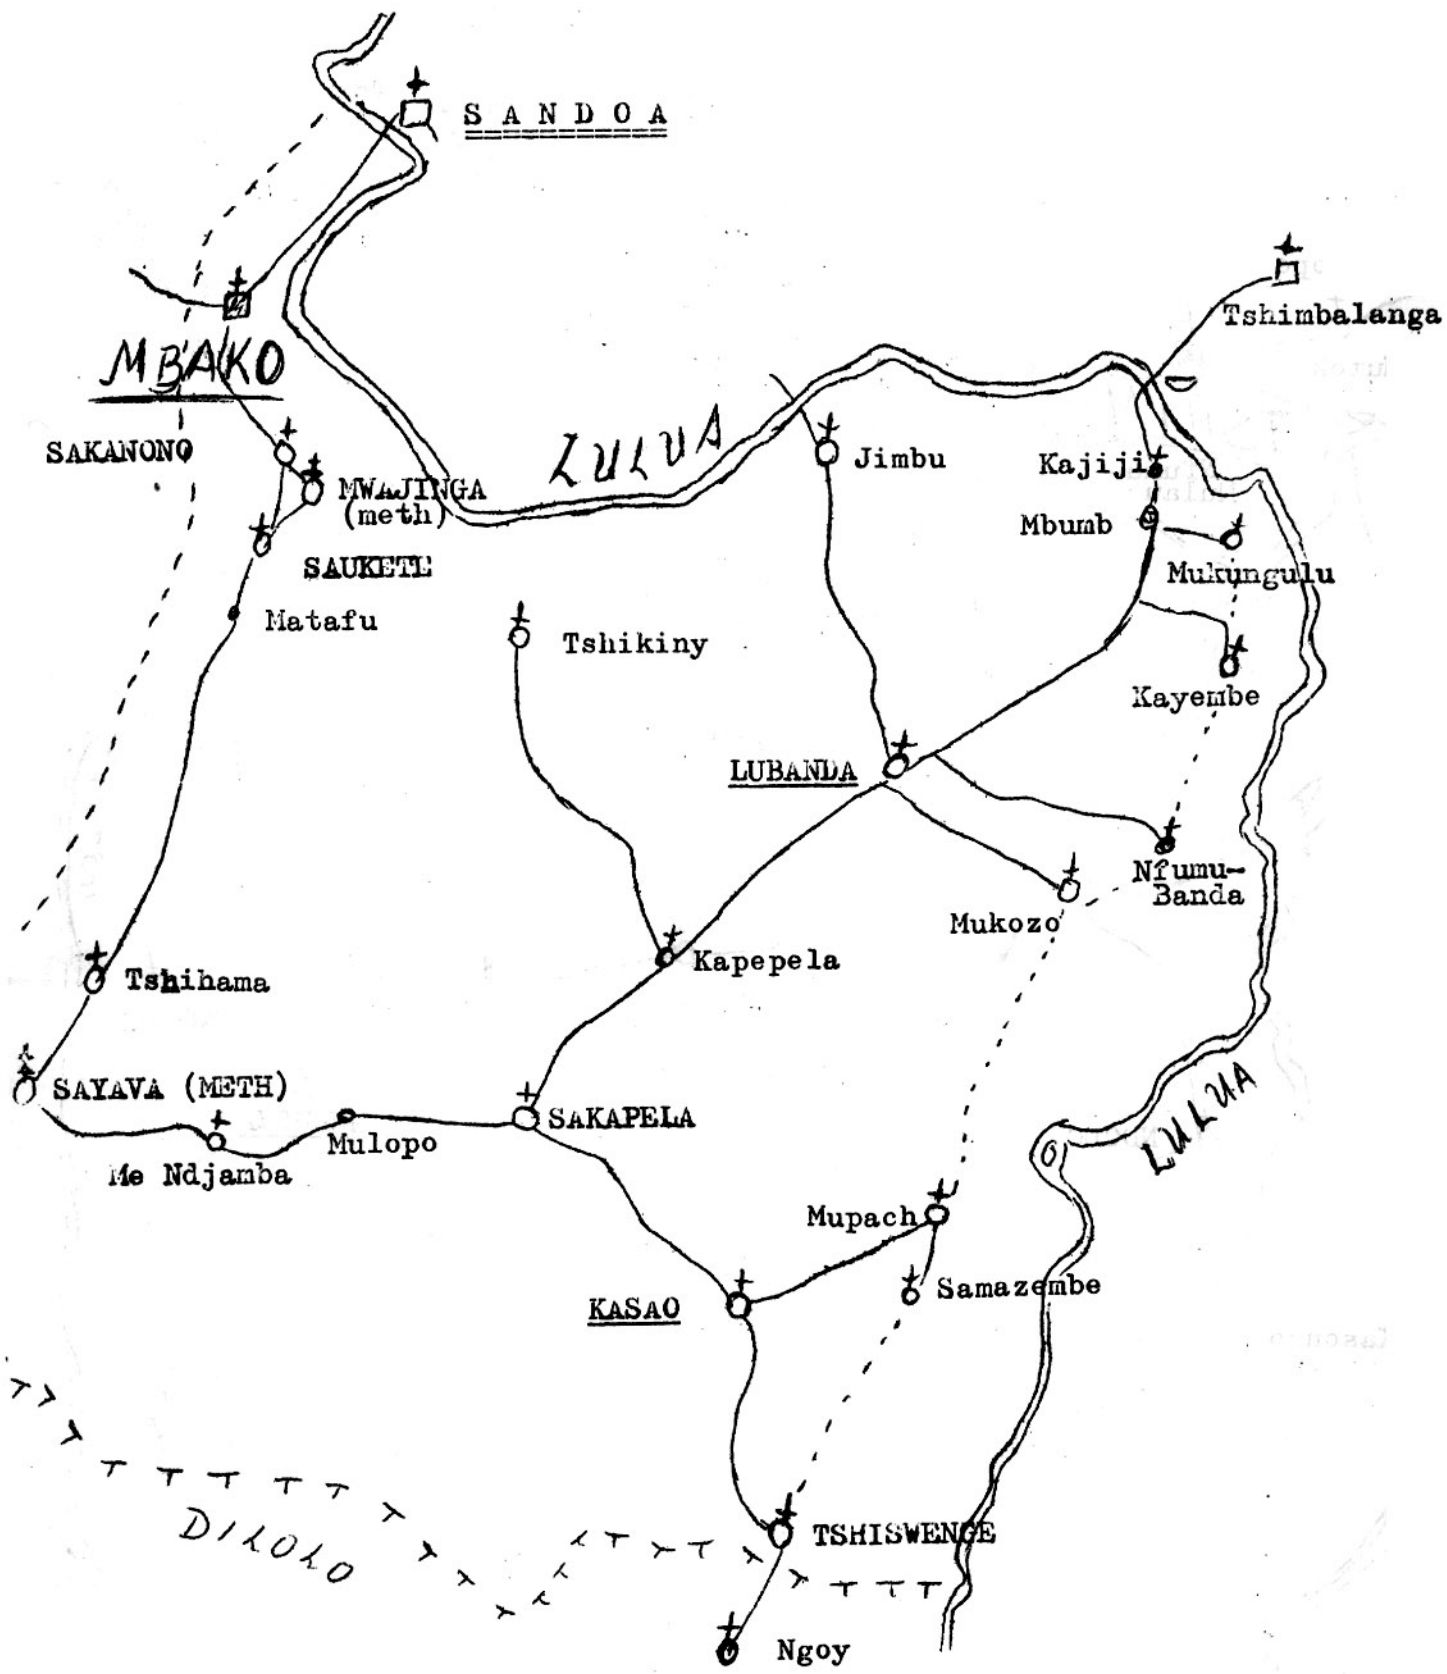 S A N D O A
Tshimbalanga
MBAKO
SAKANONO
LULUA
Jimbu
Kajiji
MWAJINGA
(meth)
Mbumb
SAUKETE
Mukungulu
Matafu
Tshikiny
Kayembe
LUBANDA
Nfumu-
Banda
Mukozo
Kapepela
Tshihama
SAYAVA (METH)
SAKAPELA
LULUA
Mulopo
Me Ndjamba
Mupach
Samazembe
KASAO
DILOLO
TSHISWENGE
Ngoy